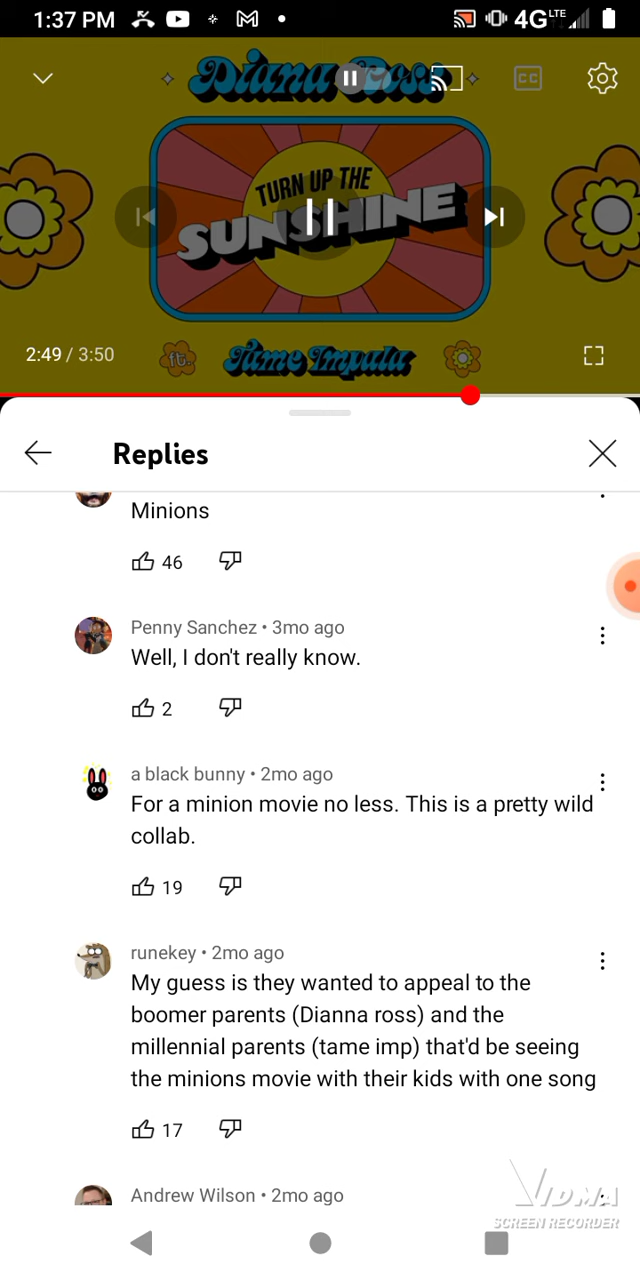 1:37 PM
4G LTE
Diana Ross
CC
TURN UP THE
SUNSHINE
2:49 / 3:50
ft. Tame Impala
Replies
Minions
46
Penny Sanchez • 3mo ago
Well, I don't really know.
2
a black bunny • 2mo ago
For a minion movie no less. This is a pretty wild
collab.
19
runekey • 2mo ago
My guess is they wanted to appeal to the
boomer parents (Dianna ross) and the
millennial parents (tame imp) that'd be seeing
the minions movie with their kids with one song
17
Andrew Wilson • 2mo ago
VIDMA
SCREEN RECORDER